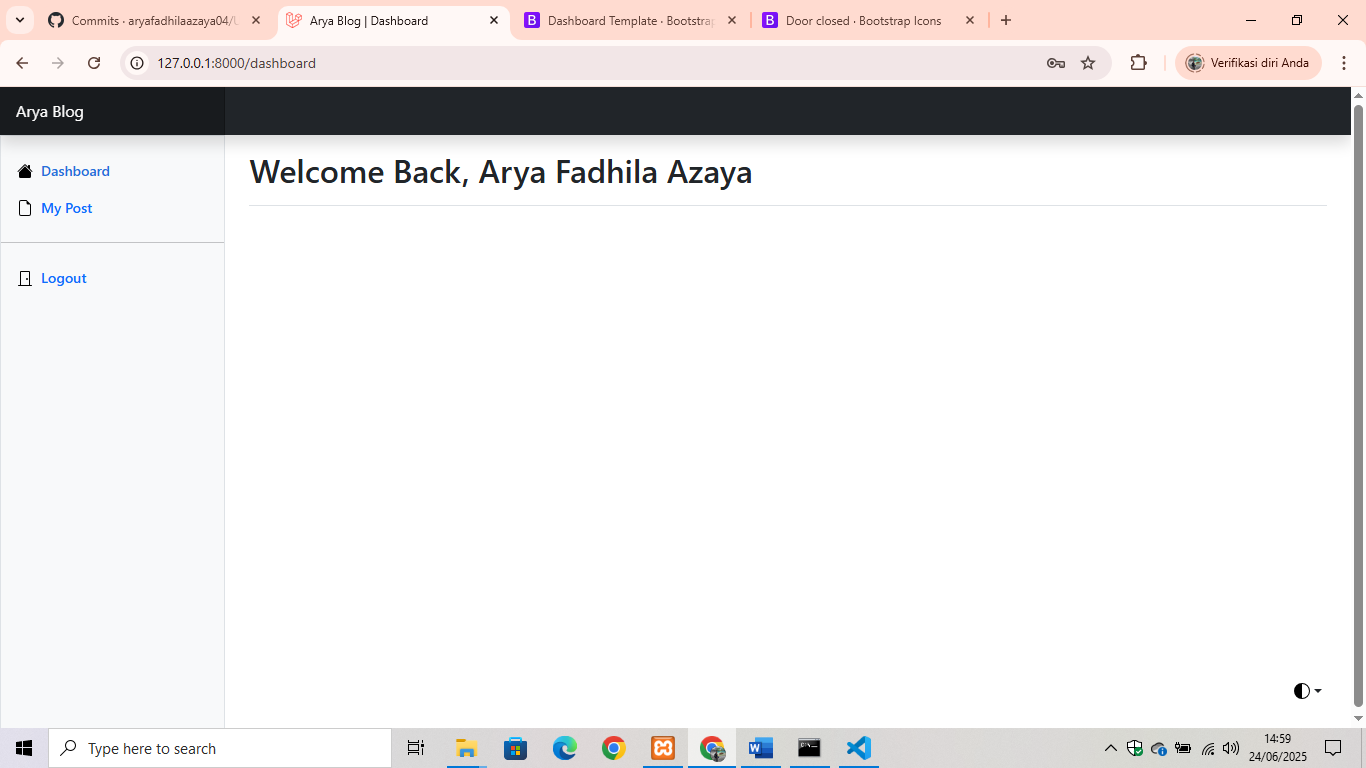 Commits · aryafadhilaazaya04/U
Arya Blog | Dashboard
Dashboard Template · Bootstrap
Door closed · Bootstrap Icons
127.0.0.1:8000/dashboard
Verifikasi diri Anda
Arya Blog
Dashboard
My Post
Logout
Welcome Back, Arya Fadhila Azaya
Type here to search
14:59
24/06/2025